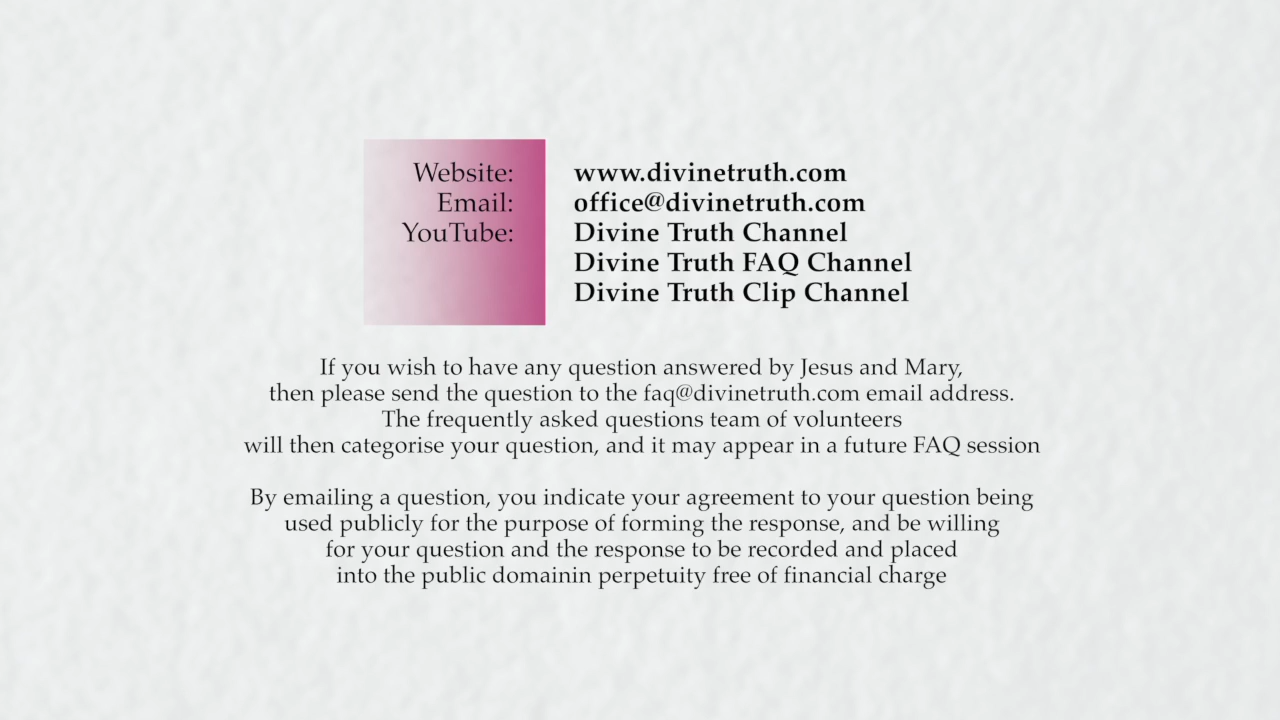 Website: www.divinetruth.com
Email: office@divinetruth.com
YouTube: Divine Truth Channel
Divine Truth FAQ Channel
Divine Truth Clip Channel
If you wish to have any question answered by Jesus and Mary,
then please send the question to the faq@divinetruth.com email address.
The frequently asked questions team of volunteers
will then categorise your question, and it may appear in a future FAQ session
By emailing a question, you indicate your agreement to your question being
used publicly for the purpose of forming the response, and be willing
for your question and the response to be recorded and placed
into the public domainin perpetuity free of financial charge